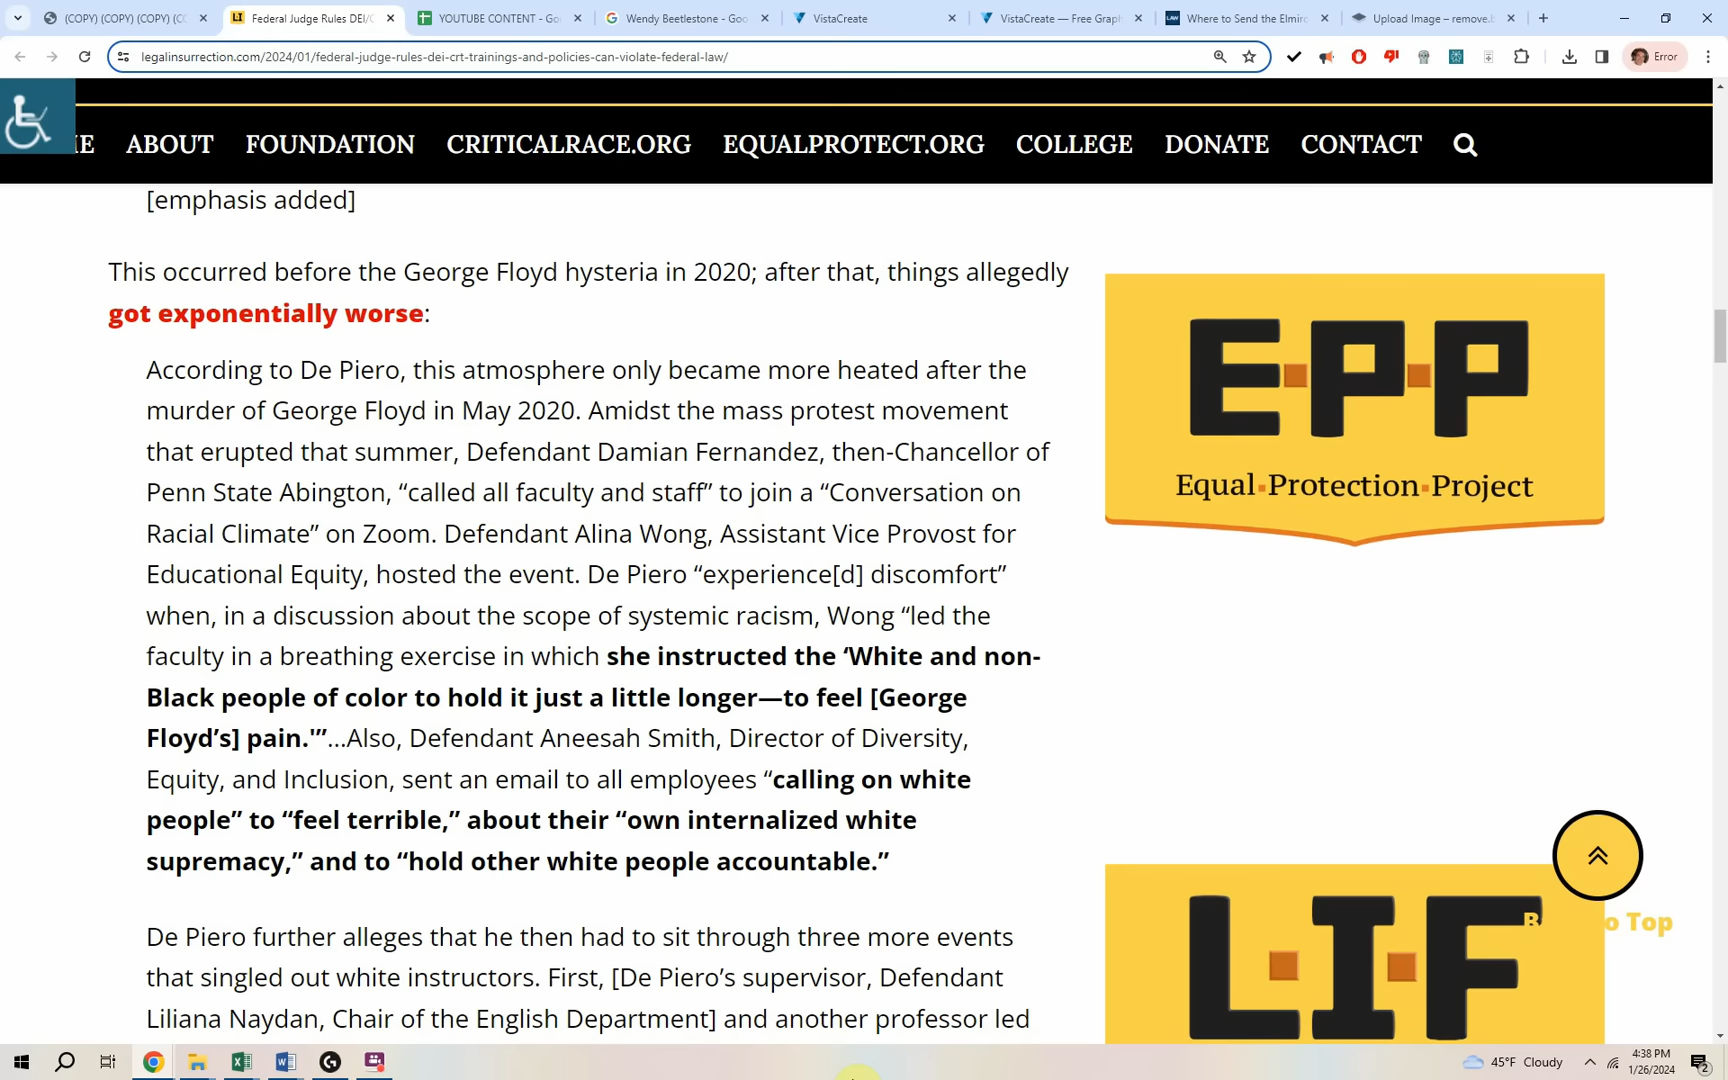 (COPY) (COPY) (COPY) (C
Federal Judge Rules DEI/C
YOUTUBE CONTENT - Go
Wendy Beetlestone - Goo
VistaCreate
VistaCreate — Free Graph
Where to Send the Elmiro
Upload Image – remove.b
legalinsurrection.com/2024/01/federal-judge-rules-dei-crt-trainings-and-policies-can-violate-federal-law/
Error
ME ABOUT FOUNDATION CRITICALRACE.ORG EQUALPROTECT.ORG COLLEGE DONATE CONTACT
[emphasis added]
This occurred before the George Floyd hysteria in 2020; after that, things allegedly
got exponentially worse:
According to De Piero, this atmosphere only became more heated after the
murder of George Floyd in May 2020. Amidst the mass protest movement
that erupted that summer, Defendant Damian Fernandez, then-Chancellor of
Penn State Abington, “called all faculty and staff” to join a “Conversation on
Racial Climate” on Zoom. Defendant Alina Wong, Assistant Vice Provost for
Educational Equity, hosted the event. De Piero “experience[d] discomfort”
when, in a discussion about the scope of systemic racism, Wong “led the
faculty in a breathing exercise in which she instructed the ‘White and non-
Black people of color to hold it just a little longer—to feel [George
Floyd’s] pain.'”...Also, Defendant Aneesah Smith, Director of Diversity,
Equity, and Inclusion, sent an email to all employees “calling on white
people” to “feel terrible,” about their “own internalized white
supremacy,” and to “hold other white people accountable.”
De Piero further alleges that he then had to sit through three more events
that singled out white instructors. First, [De Piero’s supervisor, Defendant
Liliana Naydan, Chair of the English Department] and another professor led
E·P·P
Equal·Protection·Project
L·I·F
B o Top
45°F Cloudy
4:38 PM
1/26/2024
2